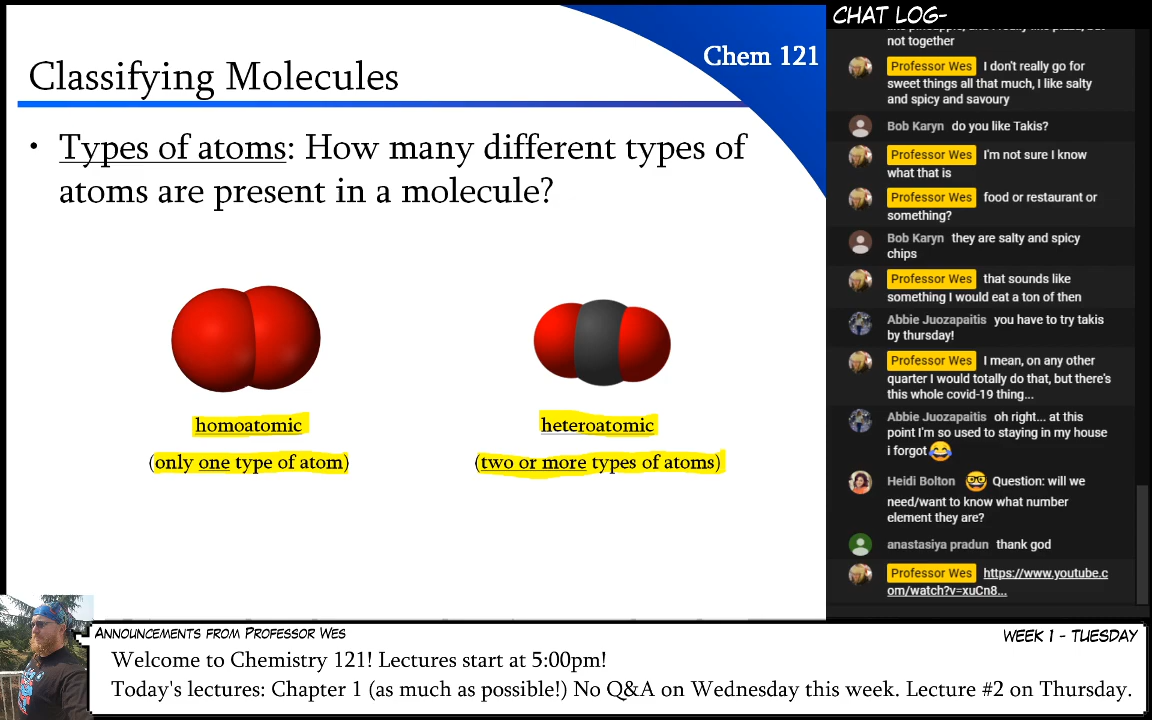 Chem 121
Classifying Molecules
• Types of atoms: How many different types of
atoms are present in a molecule?
homoatomic
(only one type of atom)
heteroatomic
(two or more types of atoms)
CHAT LOG-
not together
Professor Wes I don't really go for
sweet things all that much, I like salty
and spicy and savoury
Bob Karyn do you like Takis?
Professor Wes I'm not sure I know
what that is
Professor Wes food or restaurant or
something?
Bob Karyn they are salty and spicy
chips
Professor Wes that sounds like
something I would eat a ton of then
Abbie Juozapaitis you have to try takis
by thursday!
Professor Wes I mean, on any other
quarter I would totally do that, but there's
this whole covid-19 thing...
Abbie Juozapaitis oh right... at this
point I'm so used to staying in my house
i forgot😂
Heidi Bolton 🤓 Question: will we
need/want to know what number
element they are?
anastasiya pradun thank god
Professor Wes https://www.youtube.c
om/watch?v=xuCn8...
ANNOUNCEMENTS FROM PROFESSOR WES
WEEK 1 - TUESDAY
Welcome to Chemistry 121! Lectures start at 5:00pm!
Today's lectures: Chapter 1 (as much as possible!) No Q&A on Wednesday this week. Lecture #2 on Thursday.